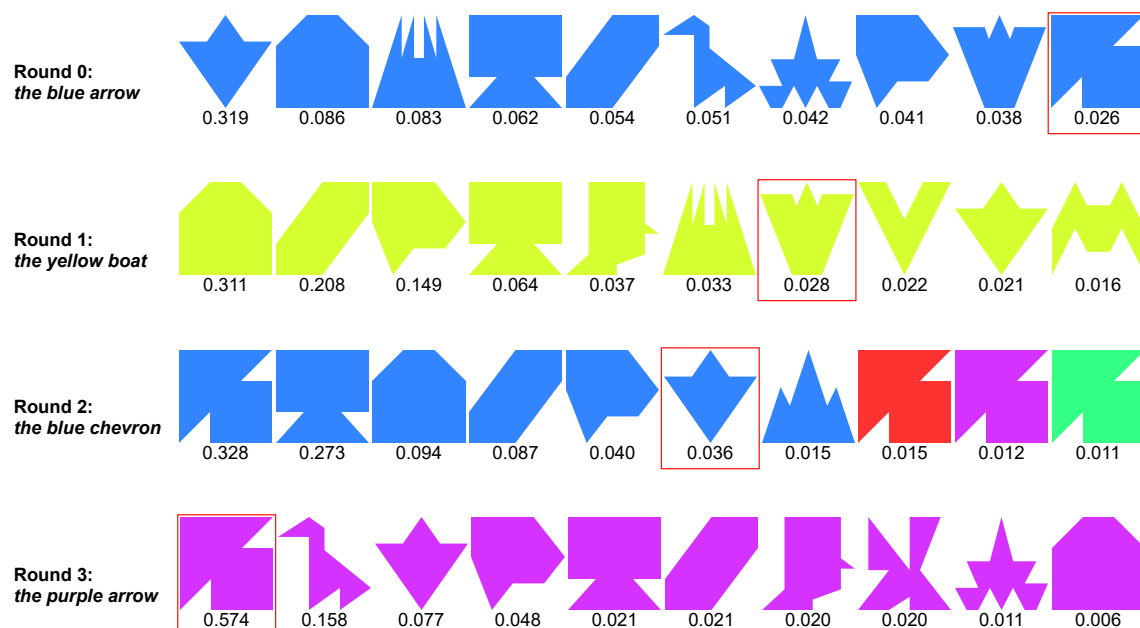 Round 0:
the blue arrow
0.319 0.086 0.083 0.062 0.054 0.051 0.042 0.041 0.038 0.026
Round 1:
the yellow boat
0.311 0.208 0.149 0.064 0.037 0.033 0.028 0.022 0.021 0.016
Round 2:
the blue chevron
0.328 0.273 0.094 0.087 0.040 0.036 0.015 0.015 0.012 0.011
Round 3:
the purple arrow
0.574 0.158 0.077 0.048 0.021 0.021 0.020 0.020 0.011 0.006